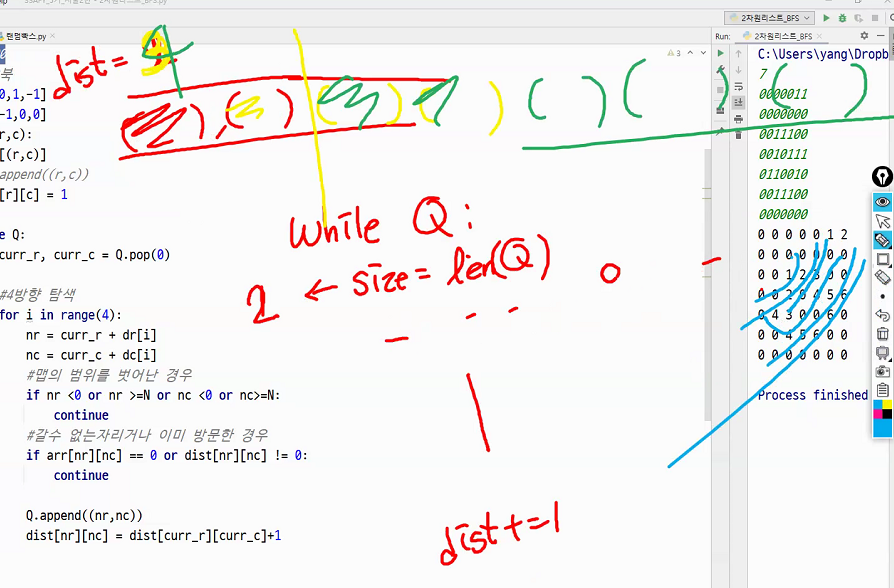 랜덤빡스.py
2차원리스트_BFS
Run: 2차원리스트_BFS
3
dist = 4
북
0,1,-1]
-1,0,0]
r,c):
[(r,c)]
append((r,c))
[r][c] = 1
e Q:
curr_r, curr_c = Q.pop(0)
#4방향 탐색
for i in range(4):
nr = curr_r + dr[i]
nc = curr_c + dc[i]
#맵의 범위를 벗어난 경우
if nr <0 or nr >=N or nc <0 or nc>=N:
continue
#갈수 없는자리거나 이미 방문한 경우
if arr[nr][nc] == 0 or dist[nr][nc] != 0:
continue
Q.append((nr,nc))
dist[nr][nc] = dist[curr_r][curr_c]+1
While Q:
2 ← size = len(Q) 0
dist += 1
C:\Users\yang\Dropb
7
0000011
0000000
0011100
0010111
0110010
0011100
0000000
0 0 0 0 0 1 2
0 0 0 0 0 0 0
0 0 1 2 3 0 0
0 0 2 0 4 5 6
0 4 3 0 0 6 0
0 0 4 5 6 0 0
0 0 0 0 0 0 0
Process finished